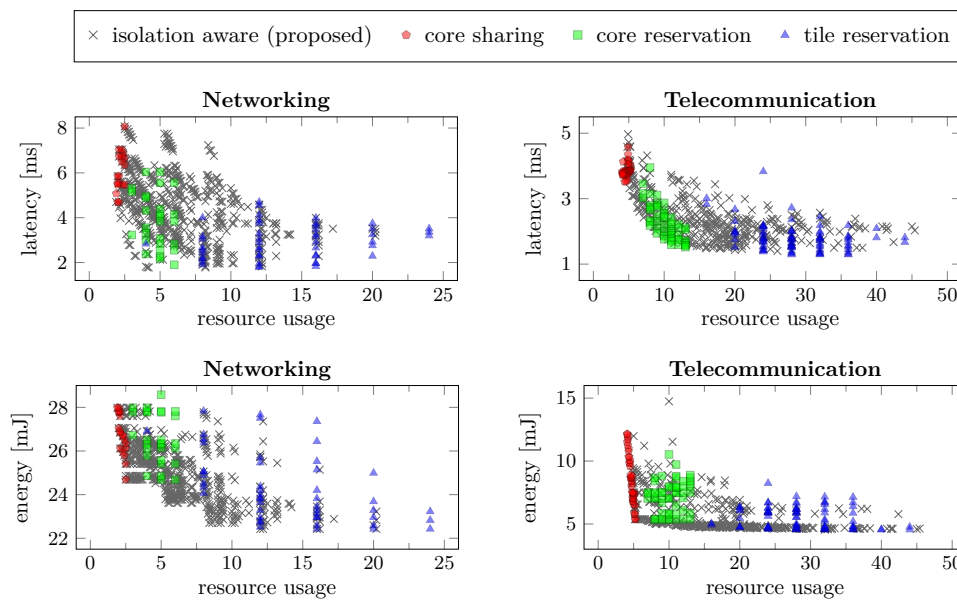 isolation aware (proposed) core sharing core reservation tile reservation
Networking
latency [ms]
8
6
4
2
0 5 10 15 20 25
resource usage
Telecommunication
latency [ms]
5
3
1
0 10 20 30 40 50
resource usage
Networking
energy [mJ]
28
26
24
22
0 5 10 15 20 25
resource usage
Telecommunication
energy [mJ]
15
10
5
0 10 20 30 40 50
resource usage